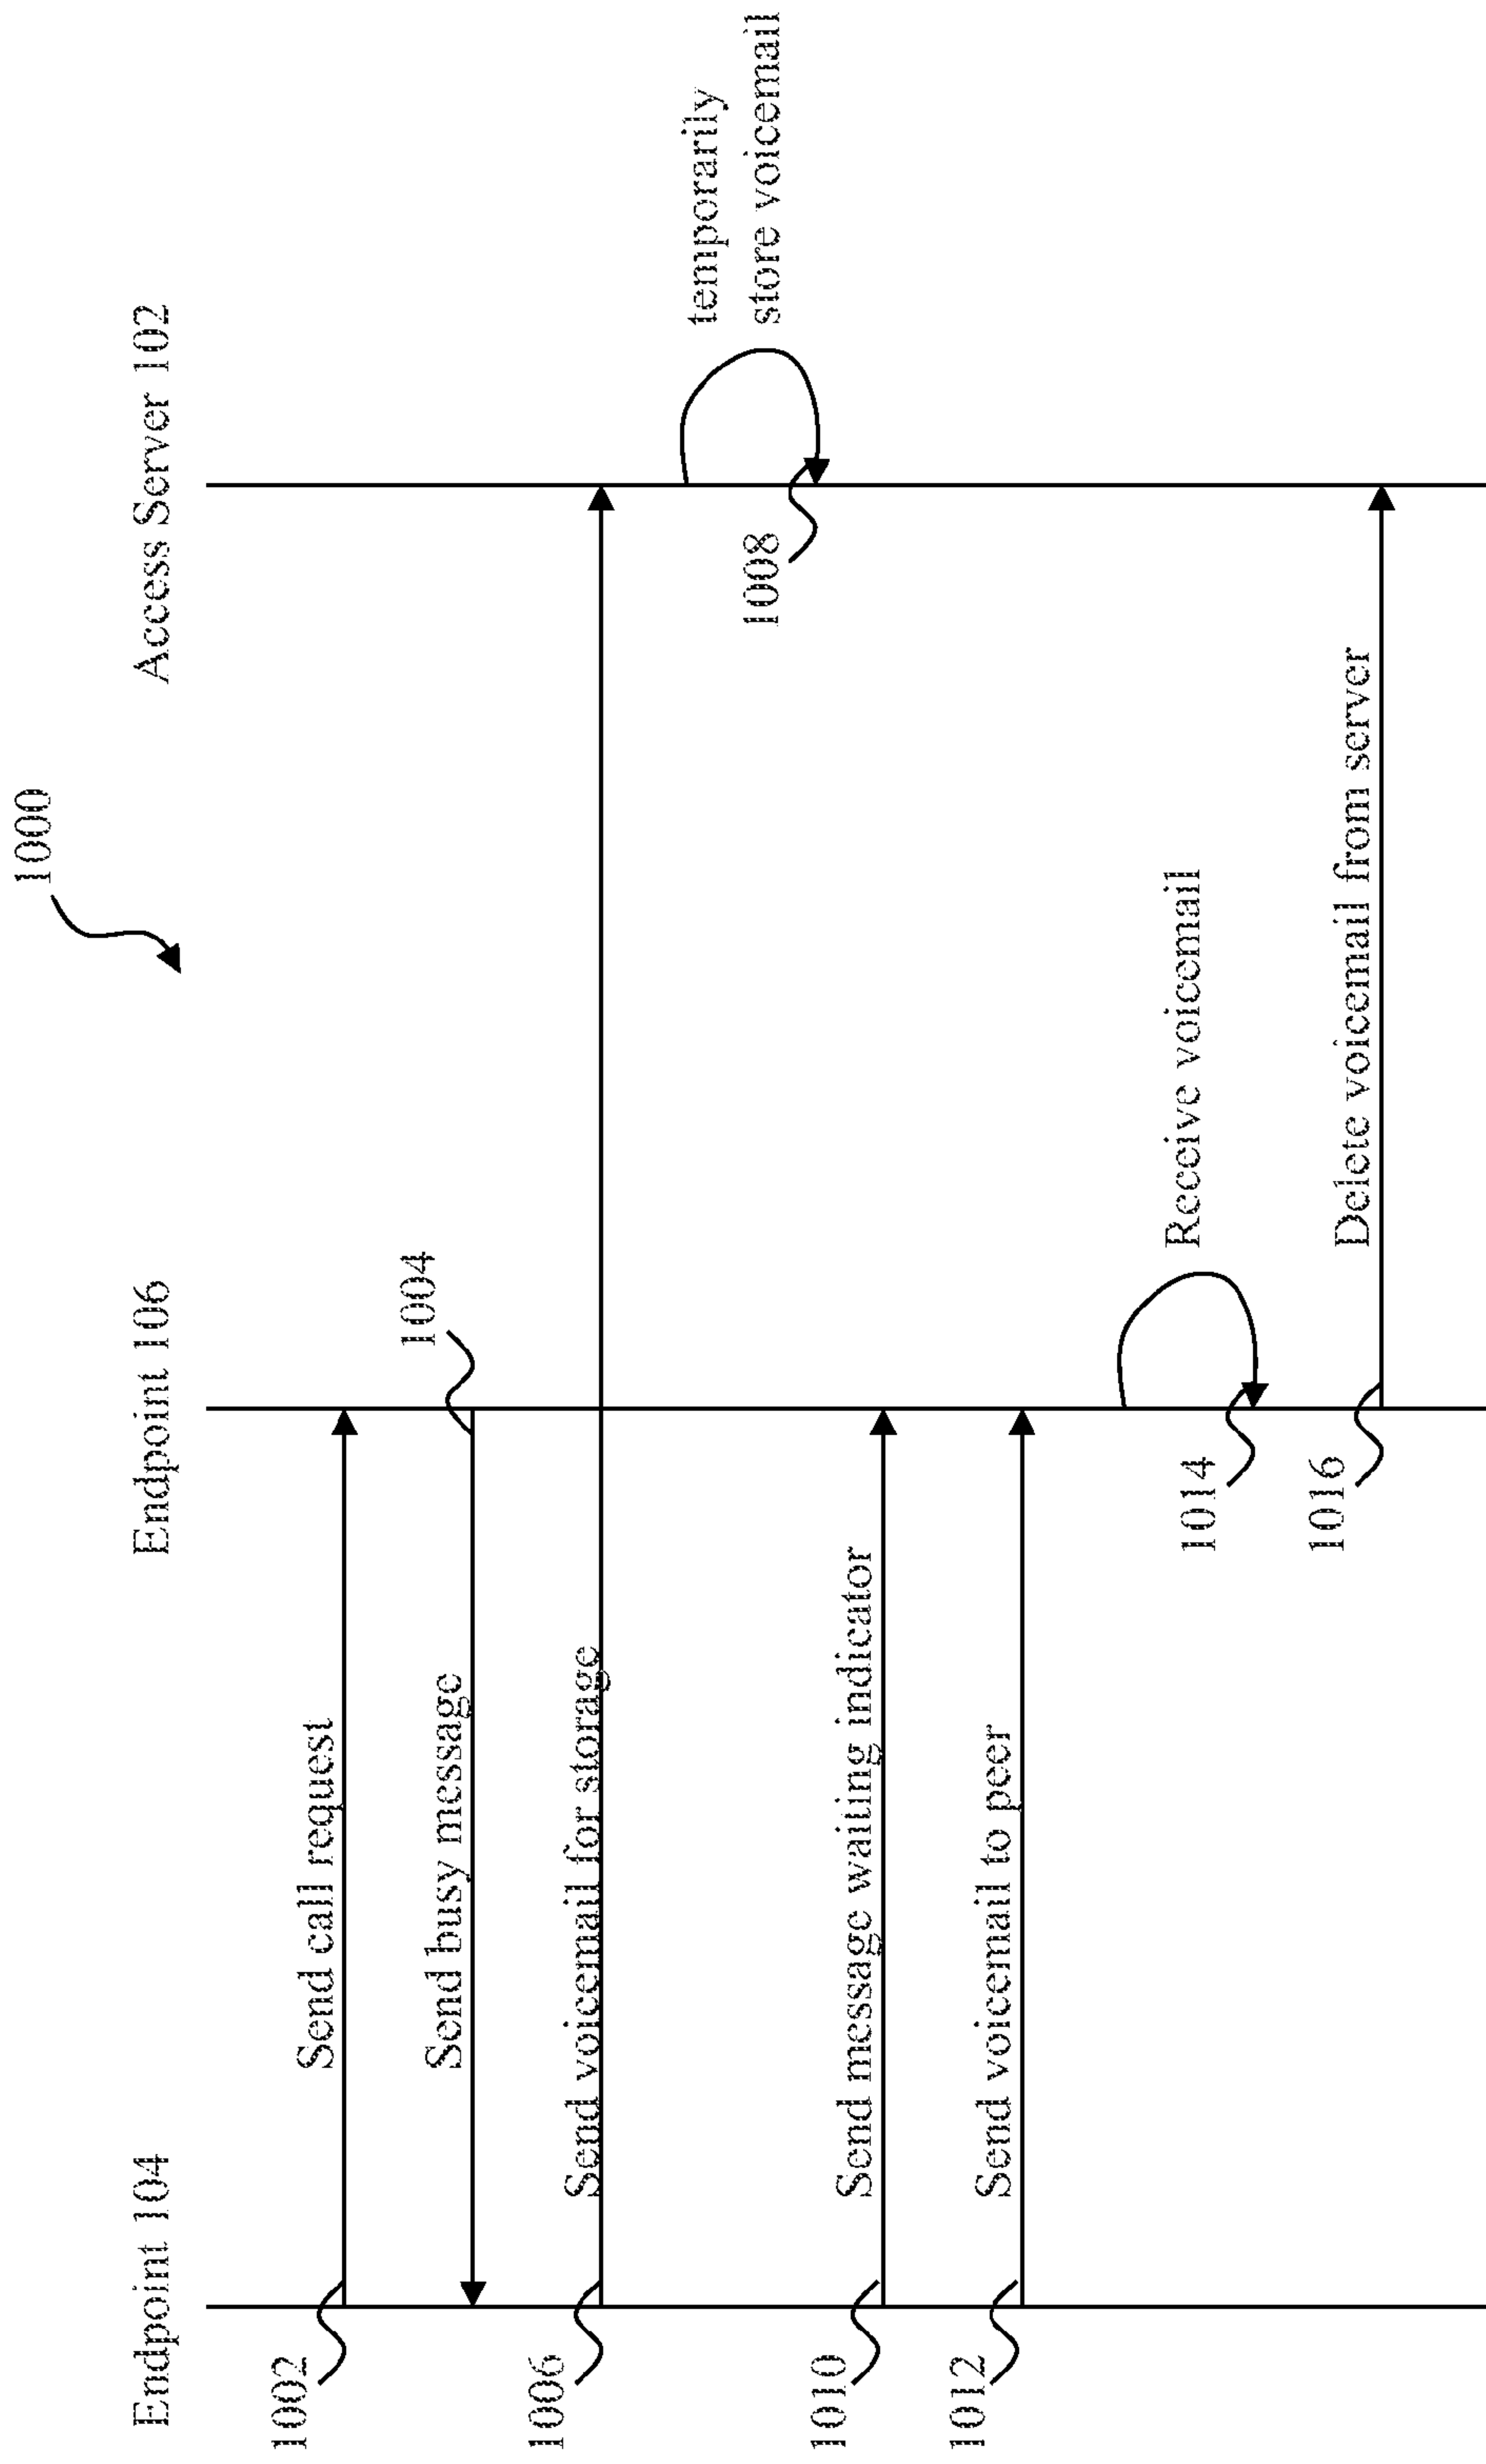 1000
Endpoint 104
Endpoint 106
Access Server 102
1002
Send call request
Send busy message
1004
1006
Send voicemail for storage
temporarily
store voicemail
1008
1010
Send message waiting indicator
1012
Send voicemail to peer
Receive voicemail
1014
1016
Delete voicemail from server